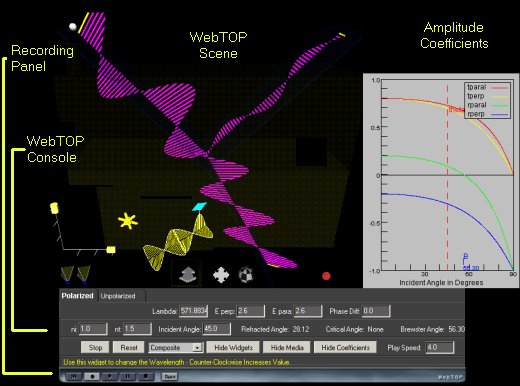 WebTOP
Scene
Amplitude
Coefficients
Recording
Panel
WebTOP
Console
tparal
tperp
rparal
rperp
1.0
0.5
0
-0.5
-1.0
B
56.30
0
30
60
90
Incident Angle in Degrees
Polarized Unpolarized
Lambda: 571.8834 E perp: 2.6 E para: 2.6 Phase Diff: 0.0
ni: 1.0 nt: 1.5 Incident Angle: 45.0 Refracted Angle: 28.12 Critical Angle: None Brewster Angle: 56.30
Stop Reset Composite Hide Widgets Hide Media Hide Coefficients Play Speed: 4.0
Use this widget to change the Wavelength - Counter-Clockwise Increases Value.
Open WebTOP